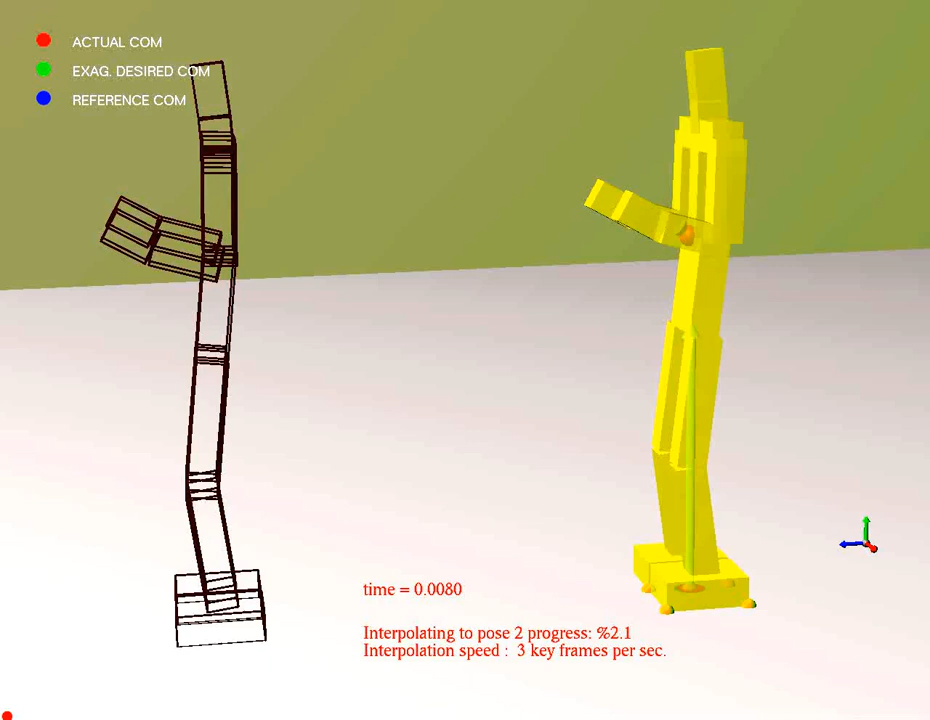 ACTUAL COM
EXAG. DESIRED COM
REFERENCE COM
time = 0.0080
Interpolating to pose 2 progress: %2.1
Interpolation speed :  3 key frames per sec.